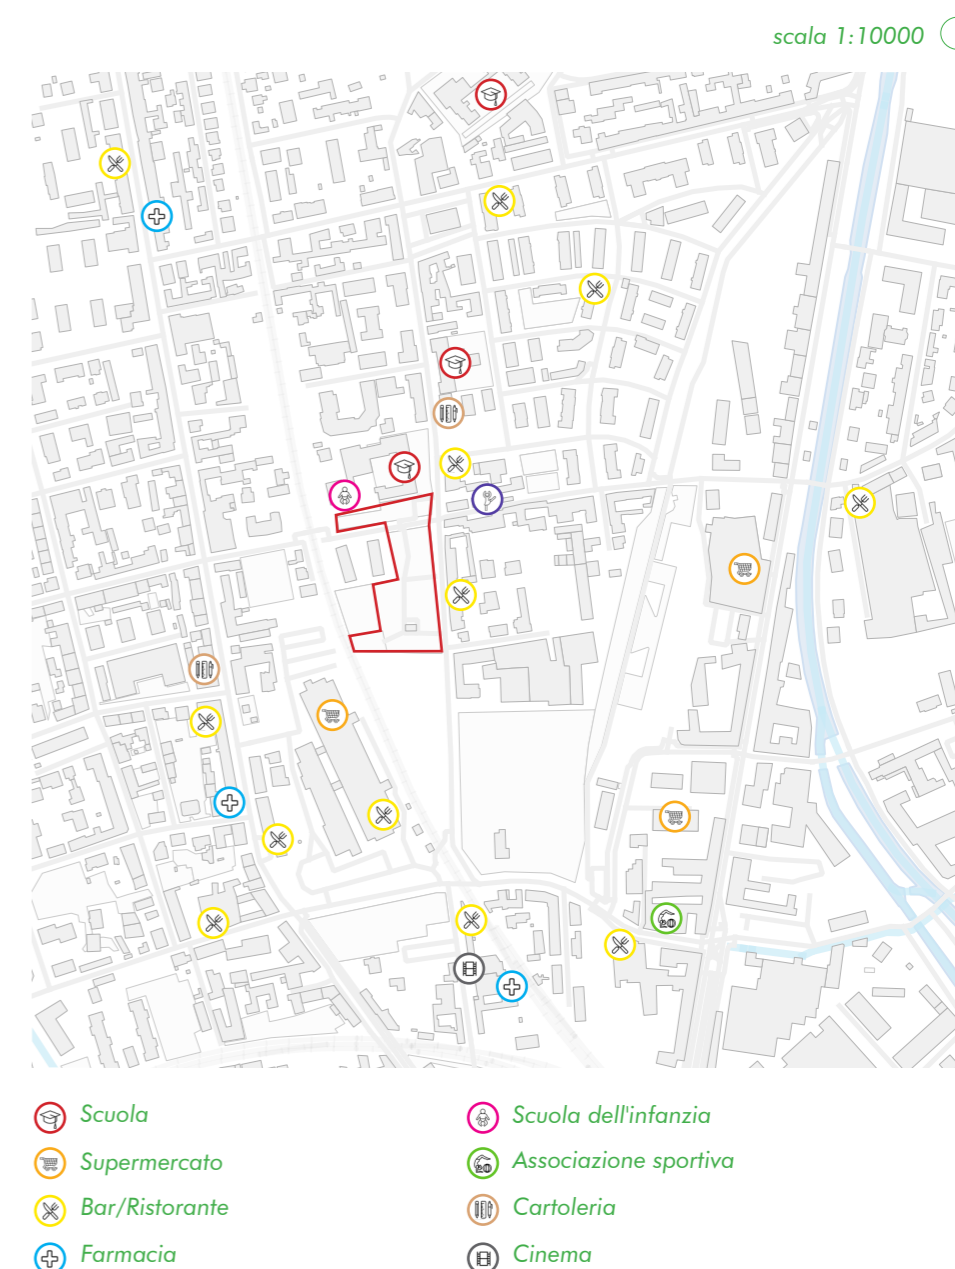 scala 1:10000
Scuola
Supermercato
Bar/Ristorante
Farmacia
Scuola dell'infanzia
Associazione sportiva
Cartoleria
Cinema